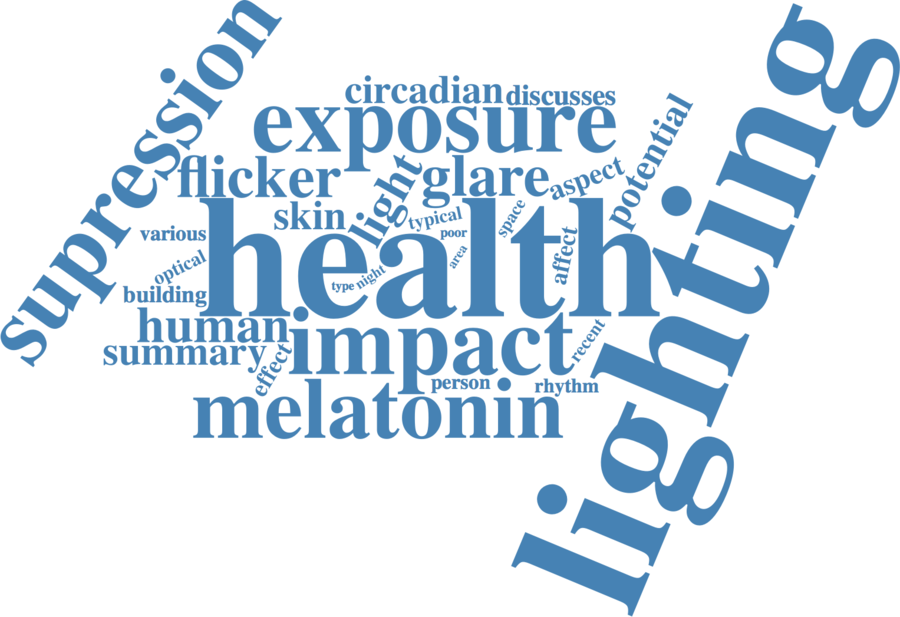 supression
circadian
discusses
exposure
potential
lighting
flicker
light
glare
aspect
skin
typical
space
various
health
poor
area
affect
optical
type
night
building
human
impact
recent
summary
effect
person
rhythm
melatonin